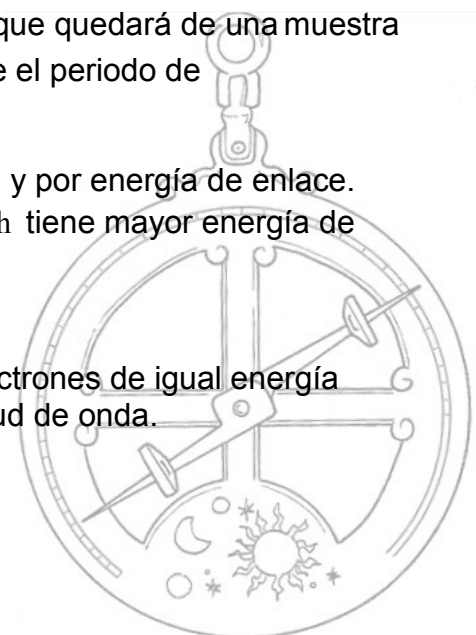 que quedará de una muestra
e el periodo de
y por energía de enlace.
h tiene mayor energía de
ctrones de igual energía
ud de onda.